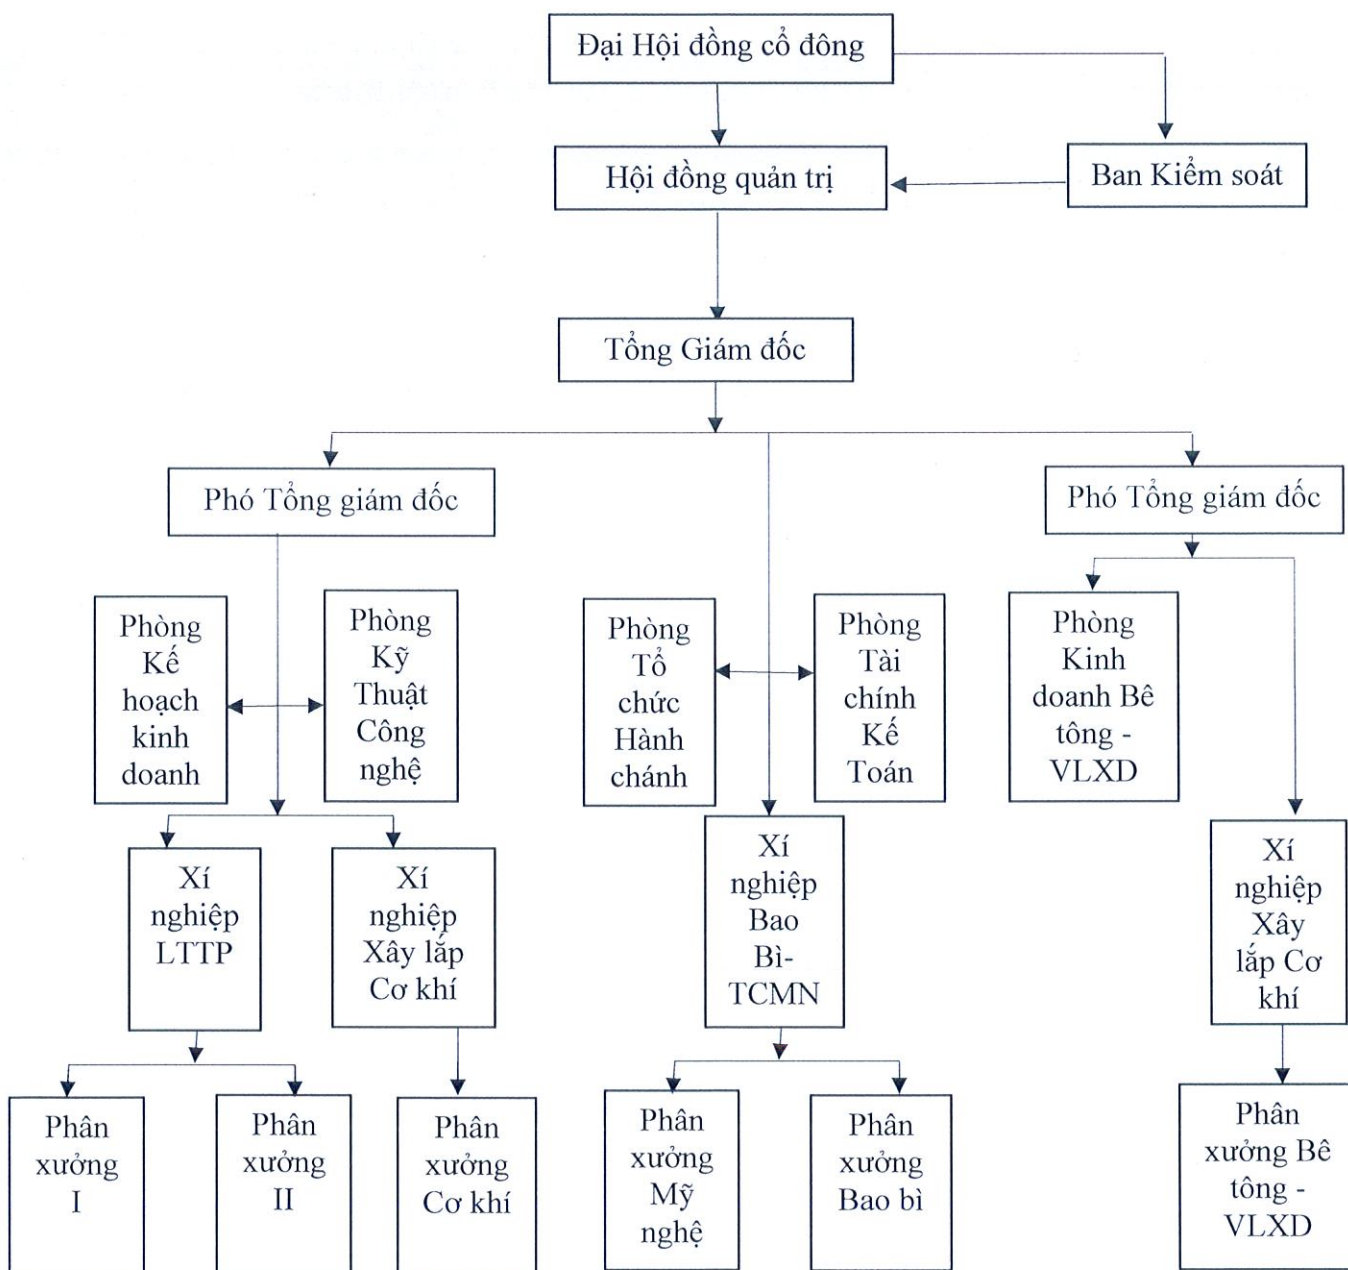 Đại Hội đồng cổ đông
Hội đồng quản trị
Ban Kiểm soát
Tổng Giám đốc
Phó Tổng giám đốc
Phó Tổng giám đốc
Phòng
Kế
hoạch
kinh
doanh
Phòng
Kỹ
Thuật
Công
nghệ
Phòng
Tổ
chức
Hành
chánh
Phòng
Tài
chính
Kế
Toán
Phòng
Kinh
doanh Bê
tông -
VLXD
Xí
nghiệp
LTTP
Xí
nghiệp
Xây lắp
Cơ khí
Xí
nghiệp
Bao
Bì-
TCMN
Xí
nghiệp
Xây
lắp Cơ
khí
Phân
xưởng
I
Phân
xưởng
II
Phân
xưởng
Cơ khí
Phân
xưởng
Mỹ
nghệ
Phân
xưởng
Bao bì
Phân
xưởng Bê
tông -
VLXD